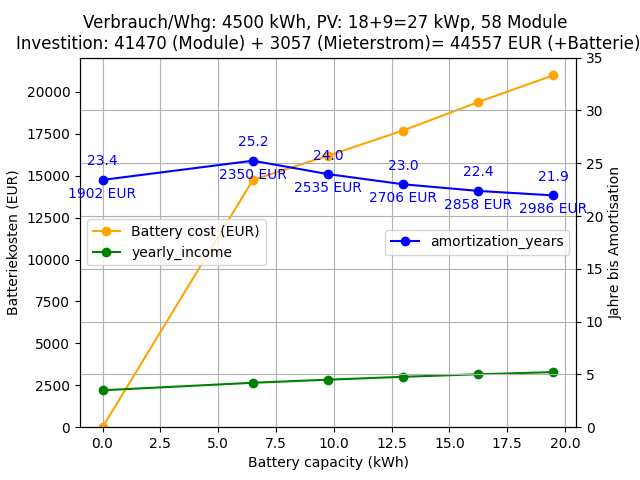 Verbrauch/Whg: 4500 kWh, PV: 18+9=27 kWp, 58 Module
Investition: 41470 (Module) + 3057 (Mieterstrom)= 44557 EUR (+Batterie)
Batteriekosten (EUR)
20000
17500
15000
12500
10000
7500
5000
2500
0
23.4
25.2
24.0
23.0
22.4
21.9
1902 EUR
2350 EUR
2535 EUR
2706 EUR
2858 EUR
2986 EUR
Battery cost (EUR)
yearly_income
amortization_years
35
30
25
20
15
10
5
0
Jahre bis Amortisation
0.0 2.5 5.0 7.5 10.0 12.5 15.0 17.5 20.0
Battery capacity (kWh)